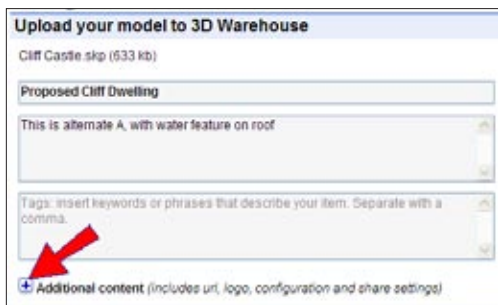 Upload your model to 3D Warehouse
Cliff Castle.skp (633 kb)
Proposed Cliff Dwelling
This is alternate A, with water feature on roof
Tags: insert keywords or phrases that describe your item. Separate with a
comma.
Additional content (includes url, logo, configuration and share settings)